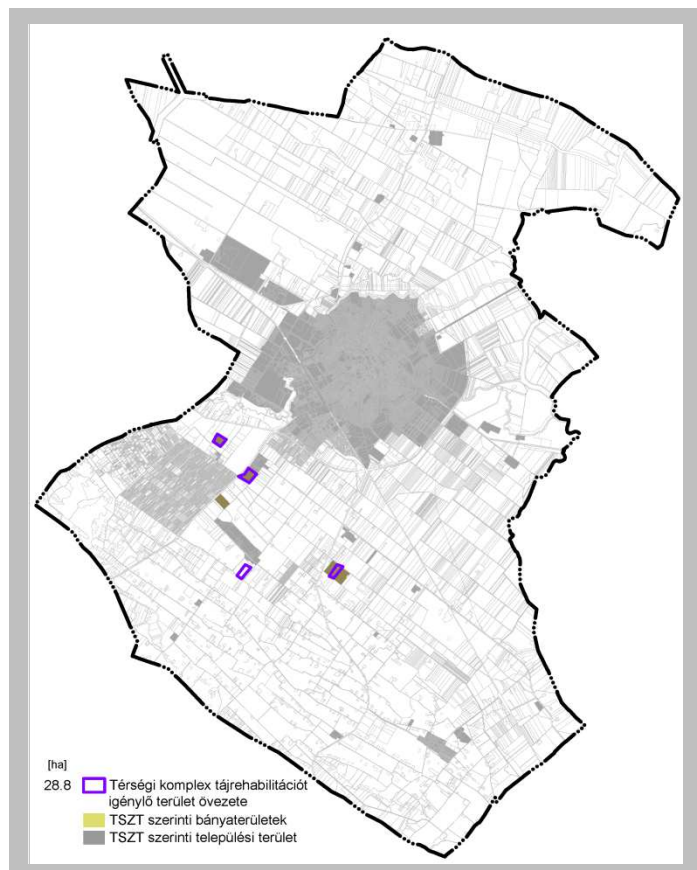 [ha]
28.8 Térségi komplex tájrehabilitációt
igénylő terület övezete
TSZT szerinti bányaterületek
TSZT szerinti települési terület